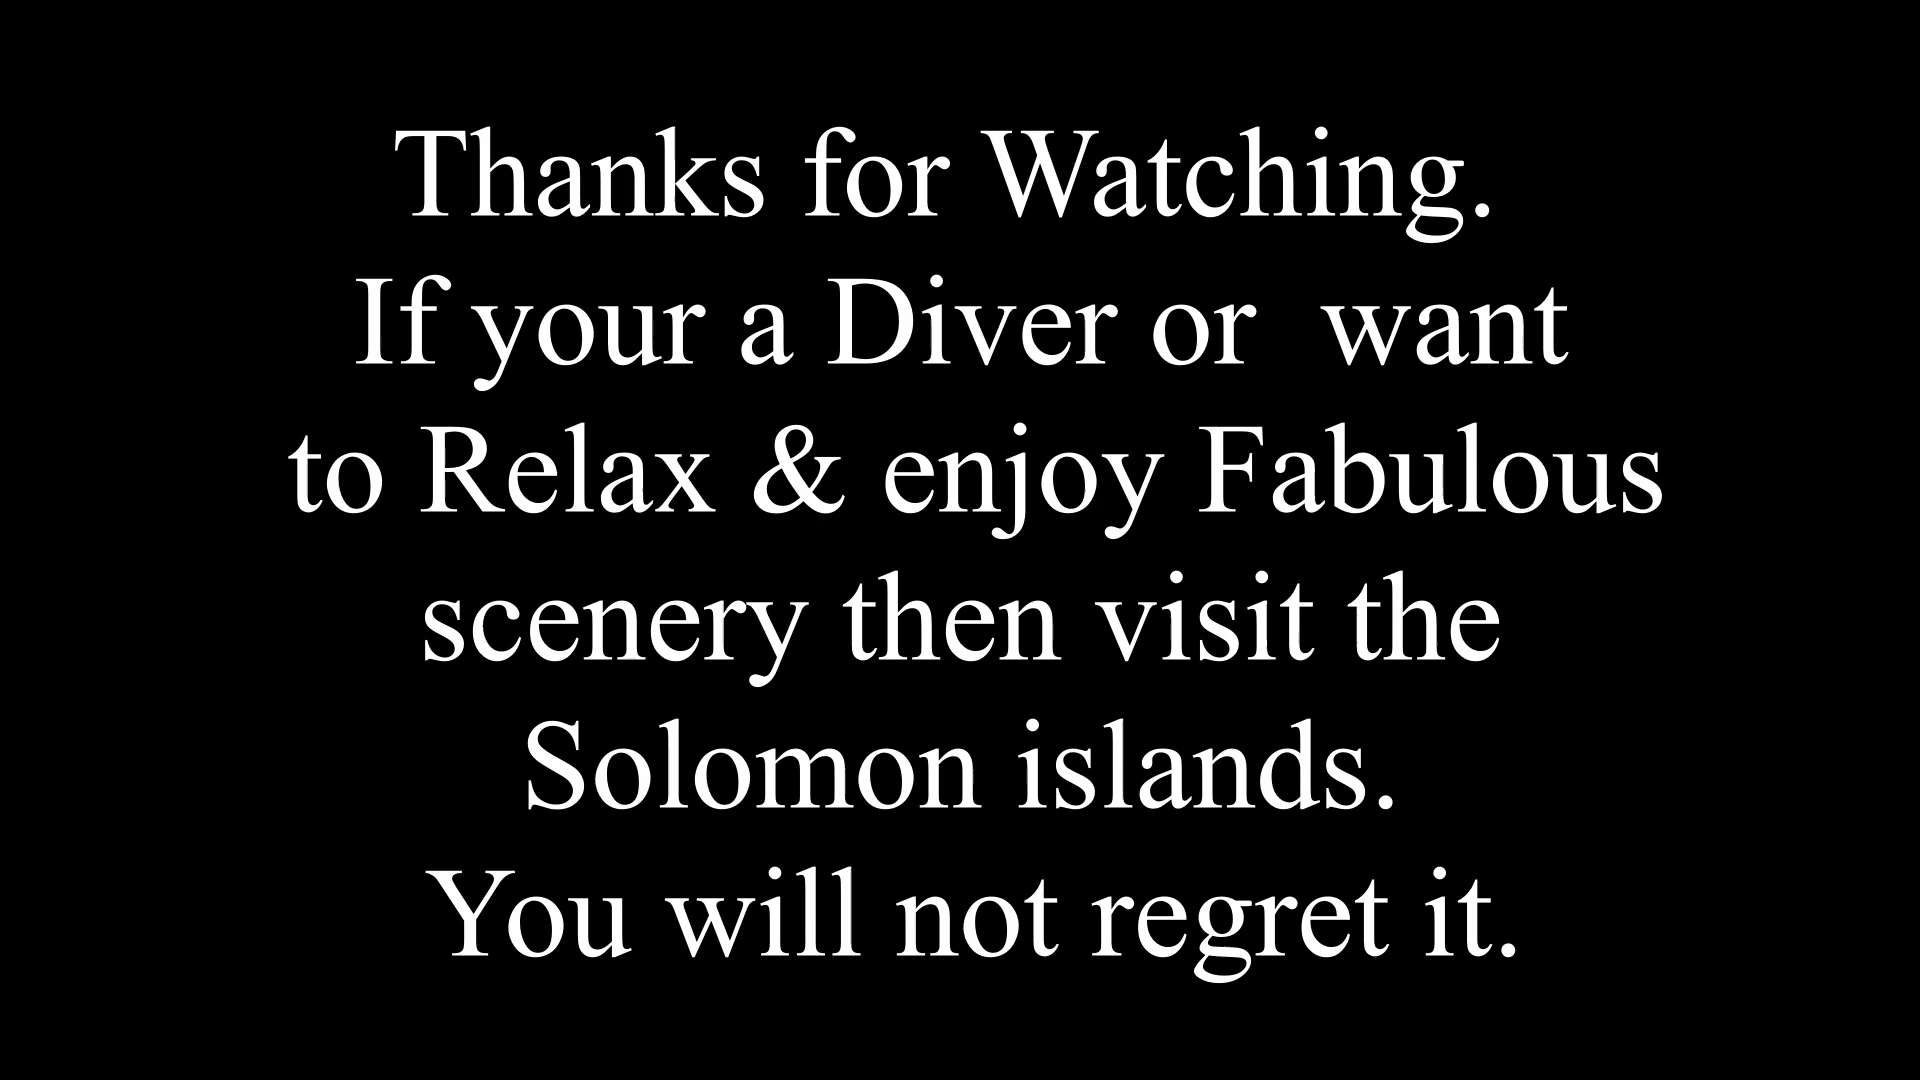 Thanks for Watching.
If your a Diver or  want
to Relax & enjoy Fabulous
scenery then visit the
Solomon islands.
You will not regret it.